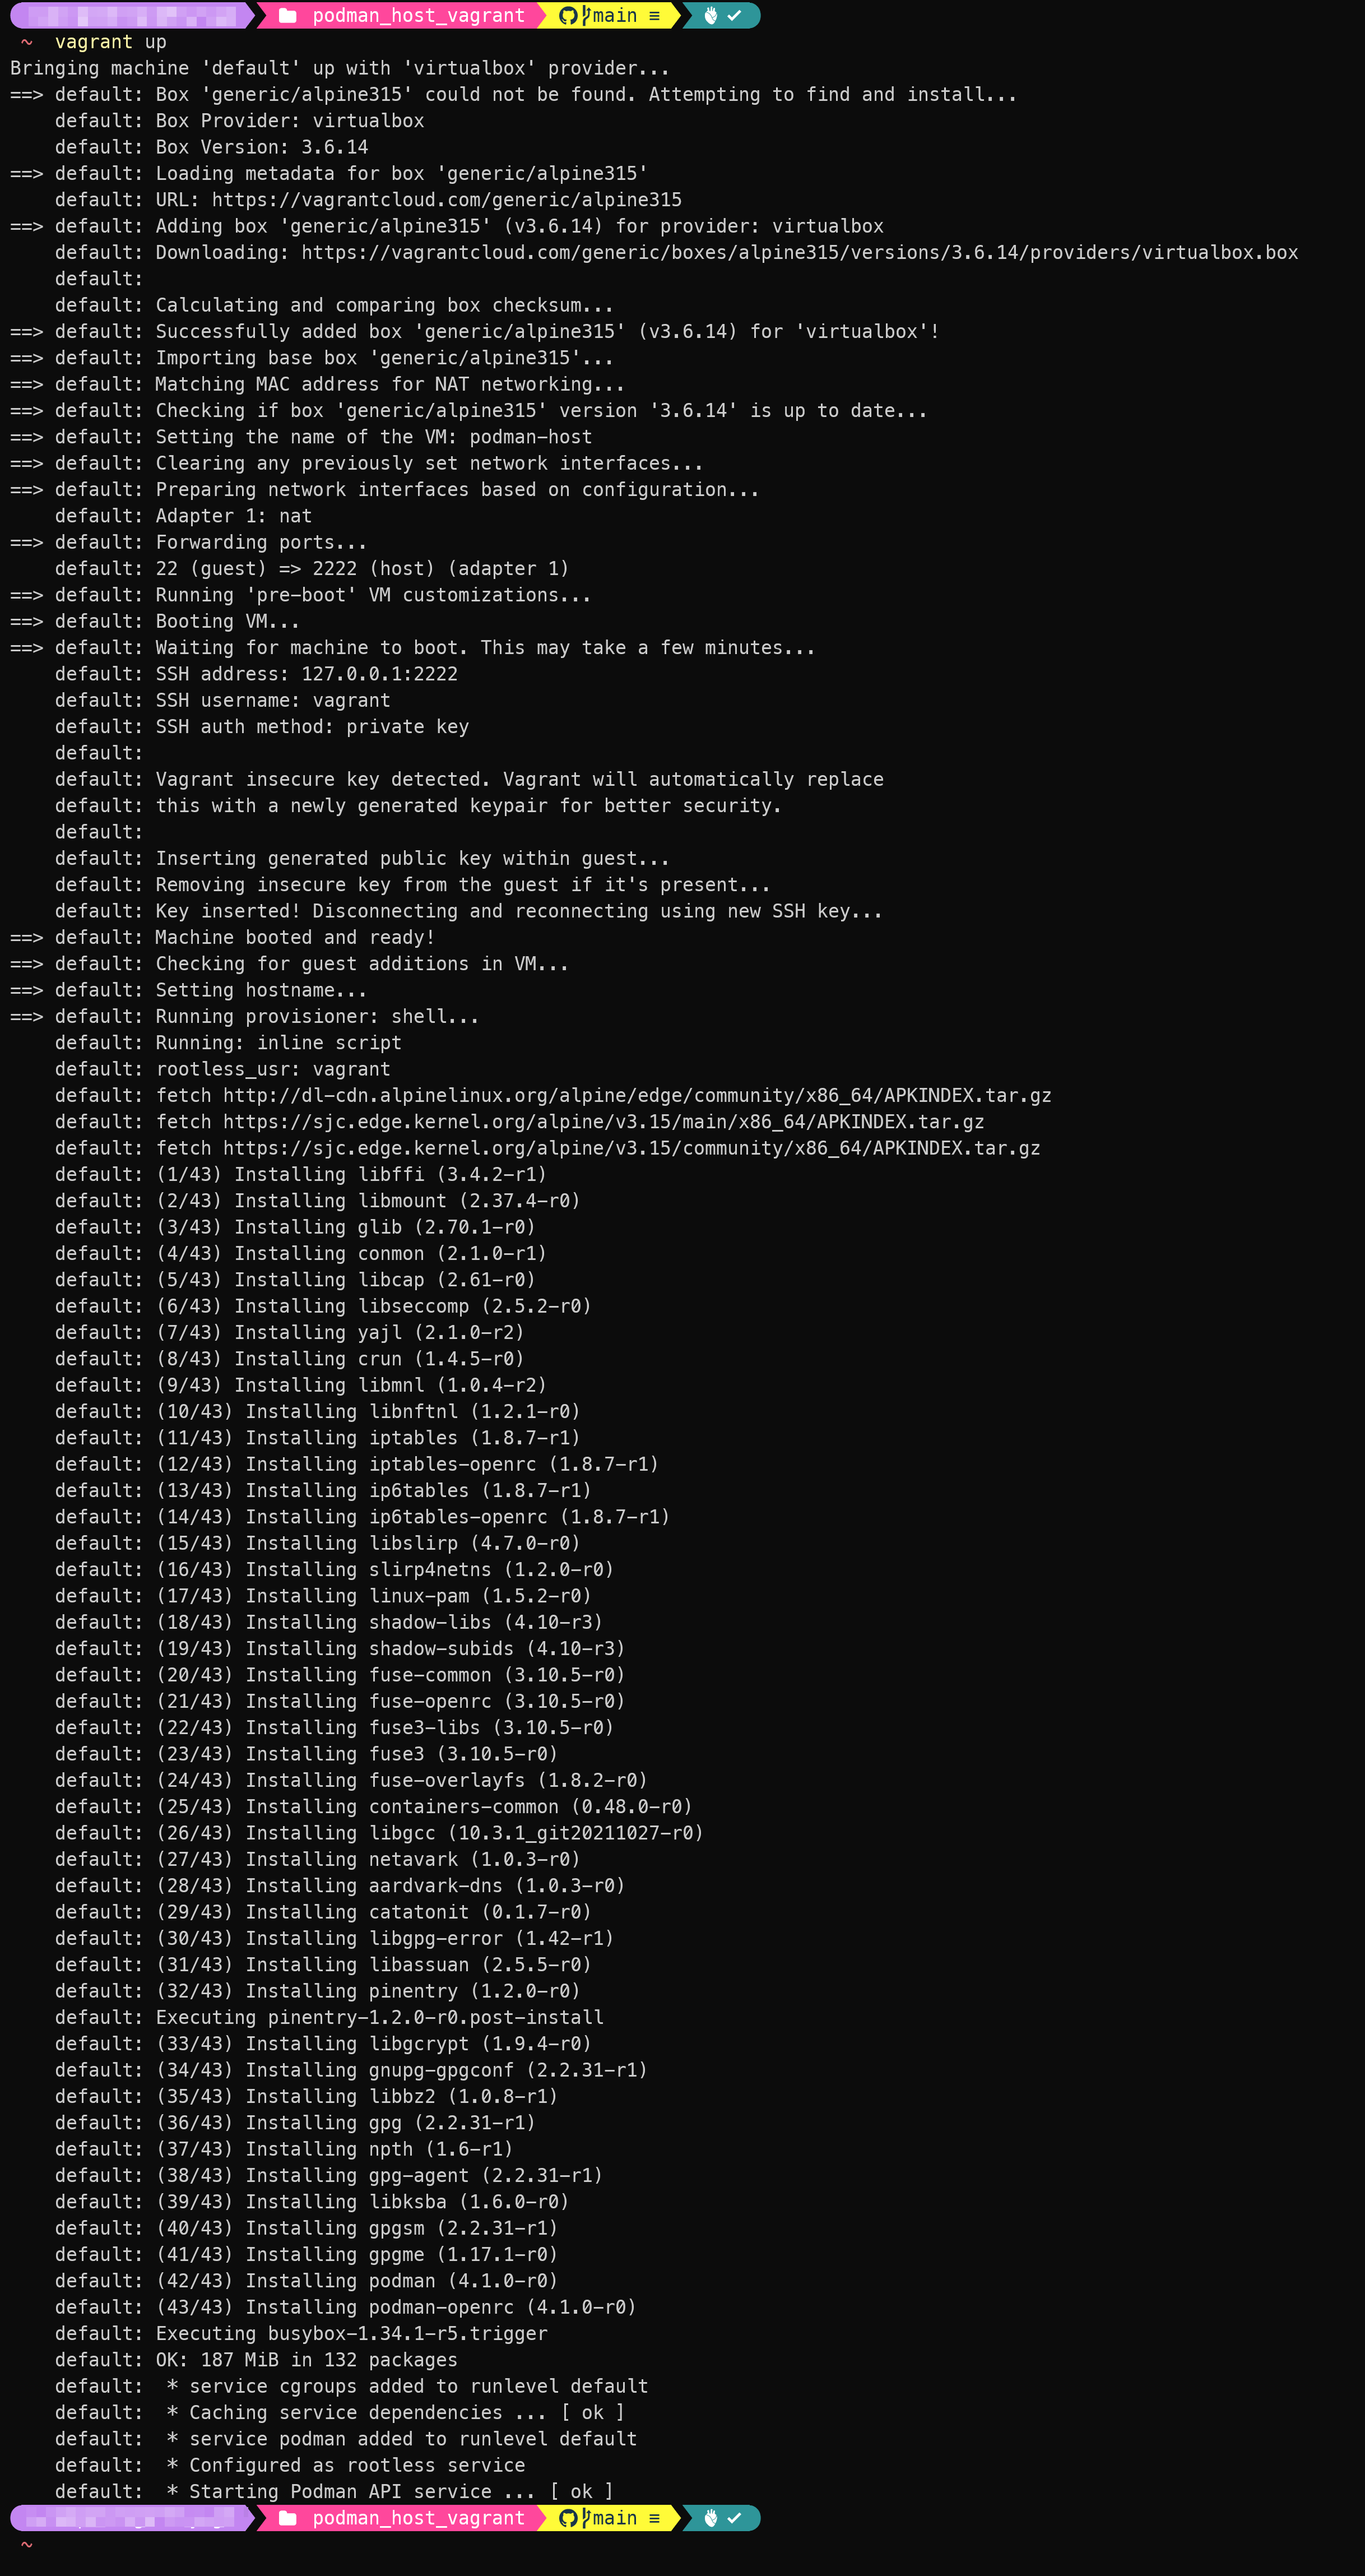 podman_host_vagrant main ≡
~ vagrant up
Bringing machine 'default' up with 'virtualbox' provider...
==> default: Box 'generic/alpine315' could not be found. Attempting to find and install...
    default: Box Provider: virtualbox
    default: Box Version: 3.6.14
==> default: Loading metadata for box 'generic/alpine315'
    default: URL: https://vagrantcloud.com/generic/alpine315
==> default: Adding box 'generic/alpine315' (v3.6.14) for provider: virtualbox
    default: Downloading: https://vagrantcloud.com/generic/boxes/alpine315/versions/3.6.14/providers/virtualbox.box
    default:
    default: Calculating and comparing box checksum...
==> default: Successfully added box 'generic/alpine315' (v3.6.14) for 'virtualbox'!
==> default: Importing base box 'generic/alpine315'...
==> default: Matching MAC address for NAT networking...
==> default: Checking if box 'generic/alpine315' version '3.6.14' is up to date...
==> default: Setting the name of the VM: podman-host
==> default: Clearing any previously set network interfaces...
==> default: Preparing network interfaces based on configuration...
    default: Adapter 1: nat
==> default: Forwarding ports...
    default: 22 (guest) => 2222 (host) (adapter 1)
==> default: Running 'pre-boot' VM customizations...
==> default: Booting VM...
==> default: Waiting for machine to boot. This may take a few minutes...
    default: SSH address: 127.0.0.1:2222
    default: SSH username: vagrant
    default: SSH auth method: private key
    default:
    default: Vagrant insecure key detected. Vagrant will automatically replace
    default: this with a newly generated keypair for better security.
    default:
    default: Inserting generated public key within guest...
    default: Removing insecure key from the guest if it's present...
    default: Key inserted! Disconnecting and reconnecting using new SSH key...
==> default: Machine booted and ready!
==> default: Checking for guest additions in VM...
==> default: Setting hostname...
==> default: Running provisioner: shell...
    default: Running: inline script
    default: rootless_usr: vagrant
    default: fetch http://dl-cdn.alpinelinux.org/alpine/edge/community/x86_64/APKINDEX.tar.gz
    default: fetch https://sjc.edge.kernel.org/alpine/v3.15/main/x86_64/APKINDEX.tar.gz
    default: fetch https://sjc.edge.kernel.org/alpine/v3.15/community/x86_64/APKINDEX.tar.gz
    default: (1/43) Installing libffi (3.4.2-r1)
    default: (2/43) Installing libmount (2.37.4-r0)
    default: (3/43) Installing glib (2.70.1-r0)
    default: (4/43) Installing conmon (2.1.0-r1)
    default: (5/43) Installing libcap (2.61-r0)
    default: (6/43) Installing libseccomp (2.5.2-r0)
    default: (7/43) Installing yajl (2.1.0-r2)
    default: (8/43) Installing crun (1.4.5-r0)
    default: (9/43) Installing libmnl (1.0.4-r2)
    default: (10/43) Installing libnftnl (1.2.1-r0)
    default: (11/43) Installing iptables (1.8.7-r1)
    default: (12/43) Installing iptables-openrc (1.8.7-r1)
    default: (13/43) Installing ip6tables (1.8.7-r1)
    default: (14/43) Installing ip6tables-openrc (1.8.7-r1)
    default: (15/43) Installing libslirp (4.7.0-r0)
    default: (16/43) Installing slirp4netns (1.2.0-r0)
    default: (17/43) Installing linux-pam (1.5.2-r0)
    default: (18/43) Installing shadow-libs (4.10-r3)
    default: (19/43) Installing shadow-subids (4.10-r3)
    default: (20/43) Installing fuse-common (3.10.5-r0)
    default: (21/43) Installing fuse-openrc (3.10.5-r0)
    default: (22/43) Installing fuse3-libs (3.10.5-r0)
    default: (23/43) Installing fuse3 (3.10.5-r0)
    default: (24/43) Installing fuse-overlayfs (1.8.2-r0)
    default: (25/43) Installing containers-common (0.48.0-r0)
    default: (26/43) Installing libgcc (10.3.1_git20211027-r0)
    default: (27/43) Installing netavark (1.0.3-r0)
    default: (28/43) Installing aardvark-dns (1.0.3-r0)
    default: (29/43) Installing catatonit (0.1.7-r0)
    default: (30/43) Installing libgpg-error (1.42-r1)
    default: (31/43) Installing libassuan (2.5.5-r0)
    default: (32/43) Installing pinentry (1.2.0-r0)
    default: Executing pinentry-1.2.0-r0.post-install
    default: (33/43) Installing libgcrypt (1.9.4-r0)
    default: (34/43) Installing gnupg-gpgconf (2.2.31-r1)
    default: (35/43) Installing libbz2 (1.0.8-r1)
    default: (36/43) Installing gpg (2.2.31-r1)
    default: (37/43) Installing npth (1.6-r1)
    default: (38/43) Installing gpg-agent (2.2.31-r1)
    default: (39/43) Installing libksba (1.6.0-r0)
    default: (40/43) Installing gpgsm (2.2.31-r1)
    default: (41/43) Installing gpgme (1.17.1-r0)
    default: (42/43) Installing podman (4.1.0-r0)
    default: (43/43) Installing podman-openrc (4.1.0-r0)
    default: Executing busybox-1.34.1-r5.trigger
    default: OK: 187 MiB in 132 packages
    default:  * service cgroups added to runlevel default
    default:  * Caching service dependencies ... [ ok ]
    default:  * service podman added to runlevel default
    default:  * Configured as rootless service
    default:  * Starting Podman API service ... [ ok ]
podman_host_vagrant main ≡
~